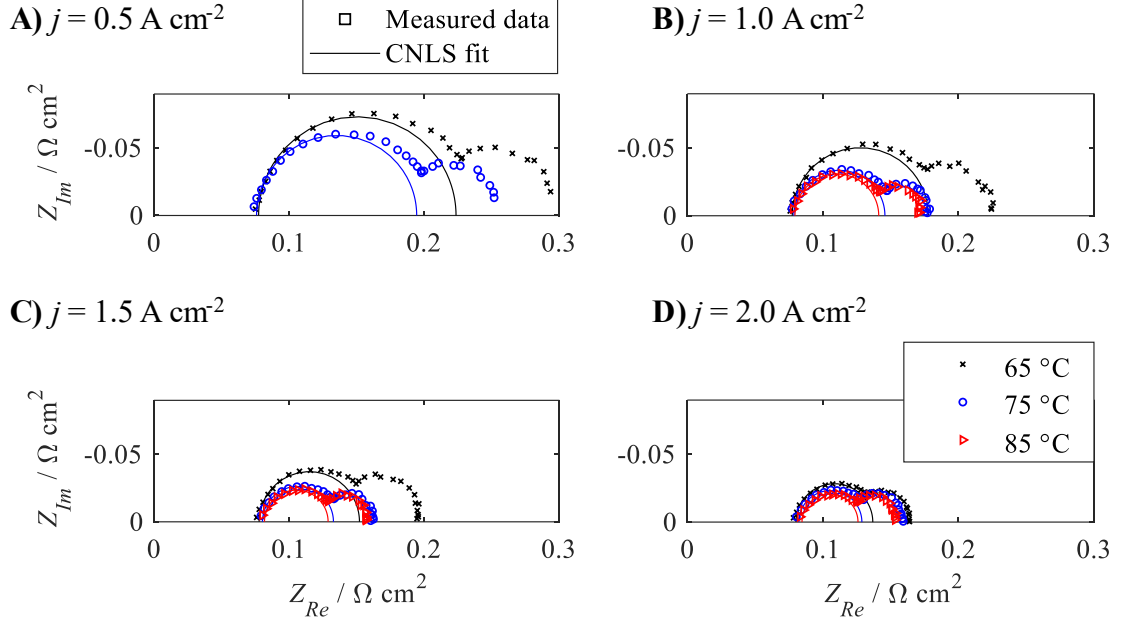 A) j = 0.5 A cm-2
Measured data
CNLS fit
B) j = 1.0 A cm-2
ZIm / Ω cm2
-0.05
0
0 0.1 0.2 0.3
-0.05
0
0 0.1 0.2 0.3
C) j = 1.5 A cm-2
D) j = 2.0 A cm-2
65 °C
75 °C
85 °C
ZIm / Ω cm2
-0.05
0
0 0.1 0.2 0.3
ZRe / Ω cm2
-0.05
0
0 0.1 0.2 0.3
ZRe / Ω cm2